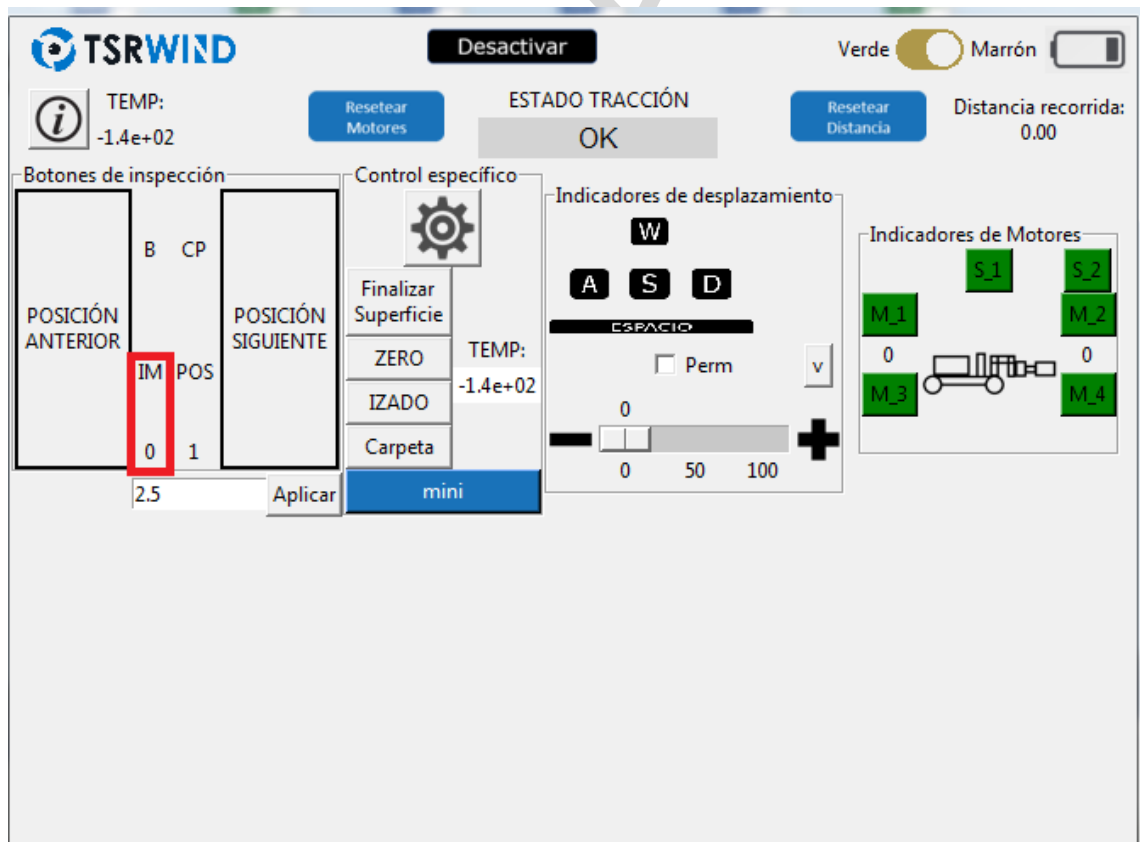 TSRWIND
Desactivar
Verde
Marrón
i
TEMP:
-1.4e+02
Resetear
Motores
ESTADO TRACCIÓN
OK
Resetear
Distancia
Distancia recorrida:
0.00
Botones de inspección
POSICIÓN
ANTERIOR
B CP
IM POS
0 1
POSICIÓN
SIGUIENTE
2.5
Aplicar
Control específico
Finalizar
Superficie
ZERO
IZADO
Carpeta
mini
TEMP:
-1.4e+02
Indicadores de desplazamiento
W
A S D
ESPACIO
Perm
v
0
0 50 100
Indicadores de Motores
S_1 S_2
M_1 M_2
0 0
M_3 M_4